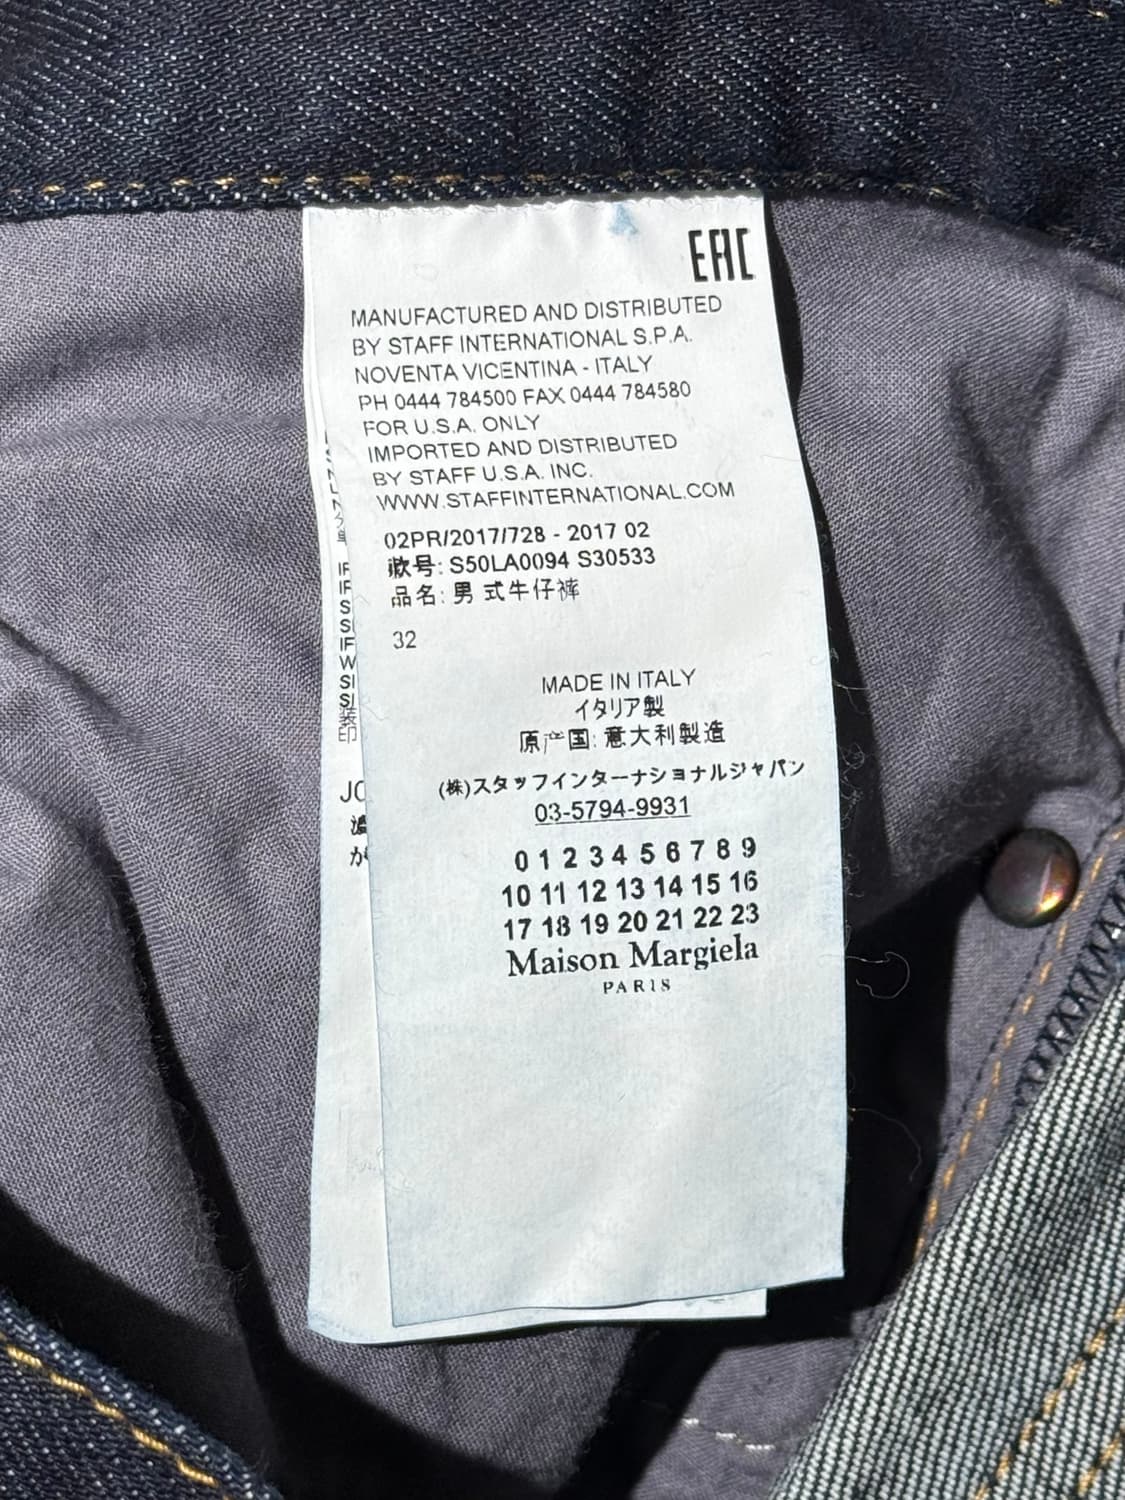 EAC
MANUFACTURED AND DISTRIBUTED
BY STAFF INTERNATIONAL S.P.A.
NOVENTA VICENTINA - ITALY
PH 0444 784500 FAX 0444 784580
FOR U.S.A. ONLY
IMPORTED AND DISTRIBUTED
BY STAFF U.S.A. INC.
WWW.STAFFINTERNATIONAL.COM
02PR/2017/728 - 2017 02
款号: S50LA0094 S30533
品名: 男 式牛仔裤
32
MADE IN ITALY
イタリア製
原产国: 意大利製造
(株)スタッフインターナショナルジャパン
03-5794-9931
0 1 2 3 4 5 6 7 8 9
10 11 12 13 14 15 16
17 18 19 20 21 22 23
Maison Margiela
PARIS